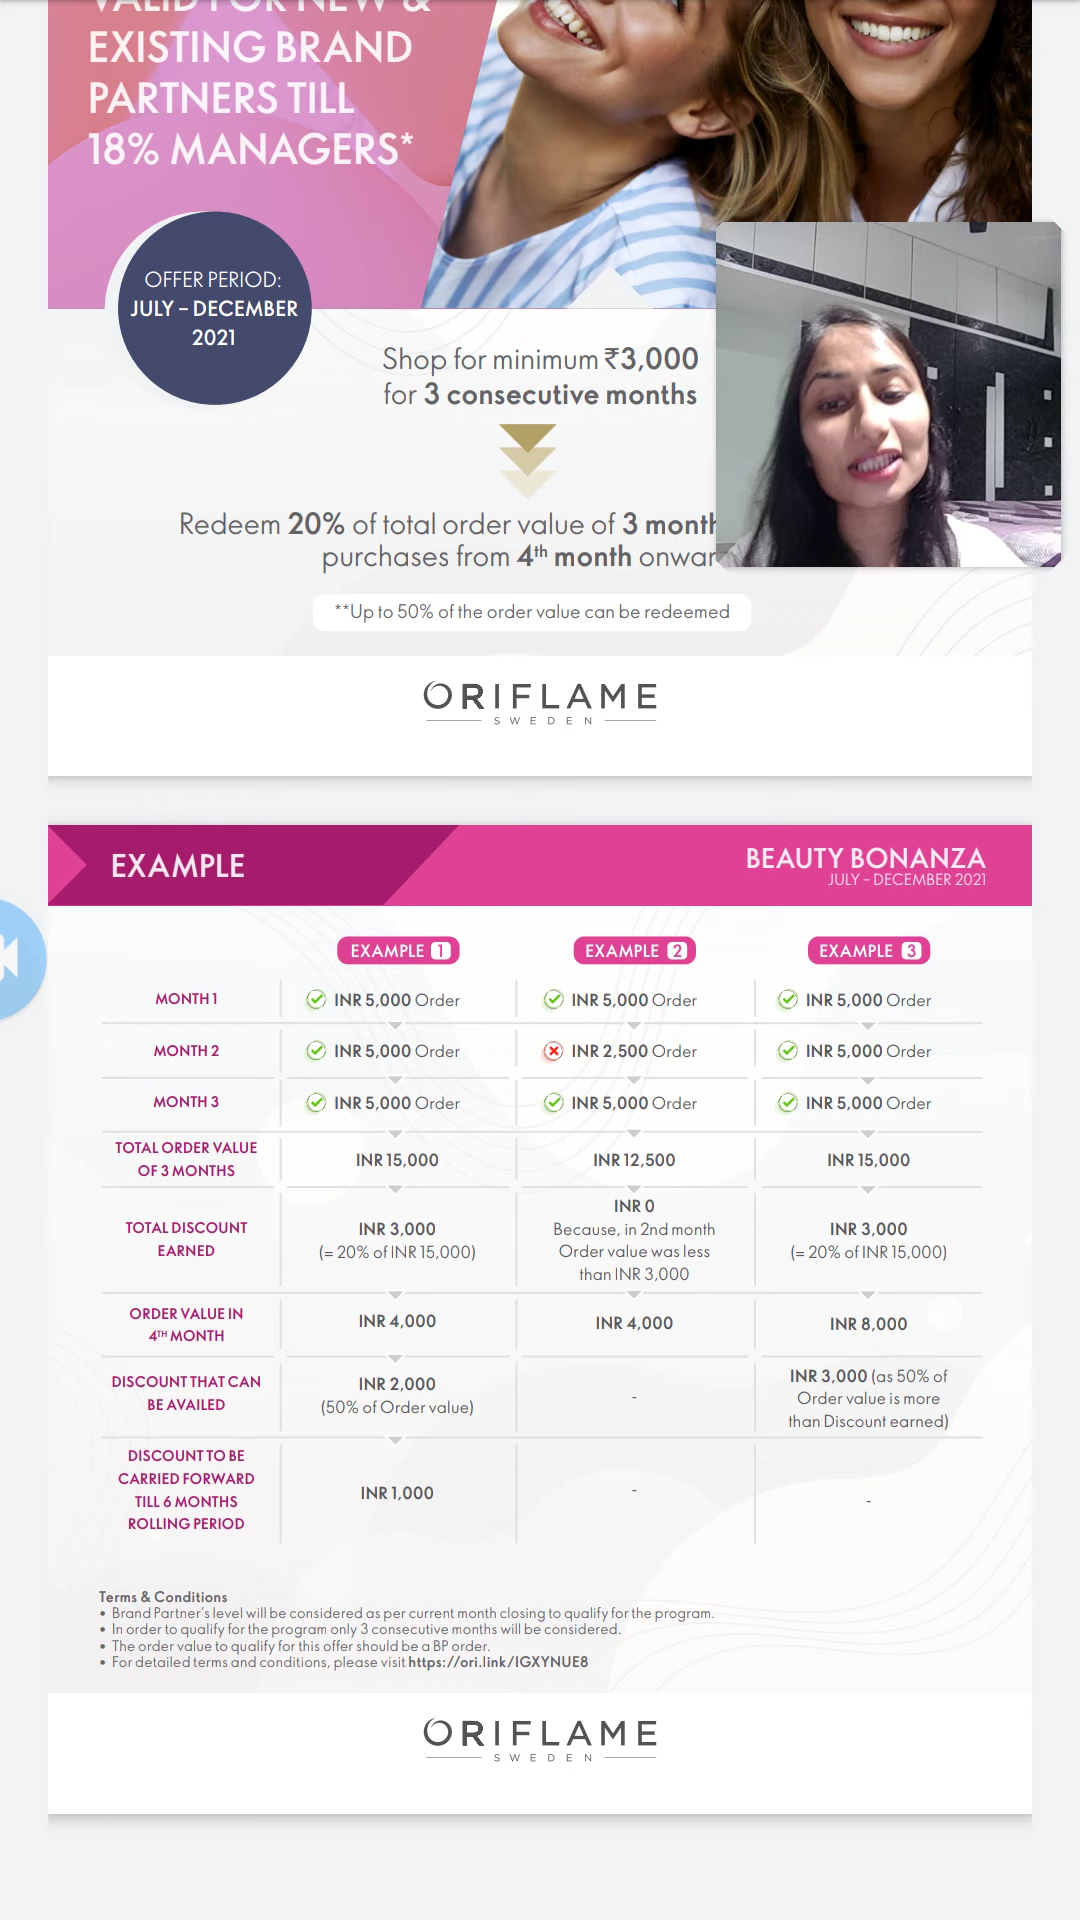 VALID FOR NEW &
EXISTING BRAND
PARTNERS TILL
18% MANAGERS*
OFFER PERIOD:
JULY – DECEMBER
2021
Shop for minimum ₹3,000
for 3 consecutive months
Redeem 20% of total order value of 3 month
purchases from 4th month onwar
**Up to 50% of the order value can be redeemed
ORIFLAME
SWEDEN
EXAMPLE
BEAUTY BONANZA
JULY – DECEMBER 2021
EXAMPLE 1 EXAMPLE 2 EXAMPLE 3
MONTH 1 INR 5,000 Order INR 5,000 Order INR 5,000 Order
MONTH 2 INR 5,000 Order INR 2,500 Order INR 5,000 Order
MONTH 3 INR 5,000 Order INR 5,000 Order INR 5,000 Order
TOTAL ORDER VALUE
OF 3 MONTHS
INR 15,000 INR 12,500 INR 15,000
TOTAL DISCOUNT
EARNED
INR 3,000
(= 20% of INR 15,000)
INR 0
Because, in 2nd month
Order value was less
than INR 3,000
INR 3,000
(= 20% of INR 15,000)
ORDER VALUE IN
4TH MONTH
INR 4,000 INR 4,000 INR 8,000
DISCOUNT THAT CAN
BE AVAILED
INR 2,000
(50% of Order value)
-
INR 3,000 (as 50% of
Order value is more
than Discount earned)
DISCOUNT TO BE
CARRIED FORWARD
TILL 6 MONTHS
ROLLING PERIOD
INR 1,000 - -
Terms & Conditions
• Brand Partner's level will be considered as per current month closing to qualify for the program.
• In order to qualify for the program only 3 consecutive months will be considered.
• The order value to qualify for this offer should be a BP order.
• For detailed terms and conditions, please visit https://ori.link/IGXYNUE8
ORIFLAME
SWEDEN